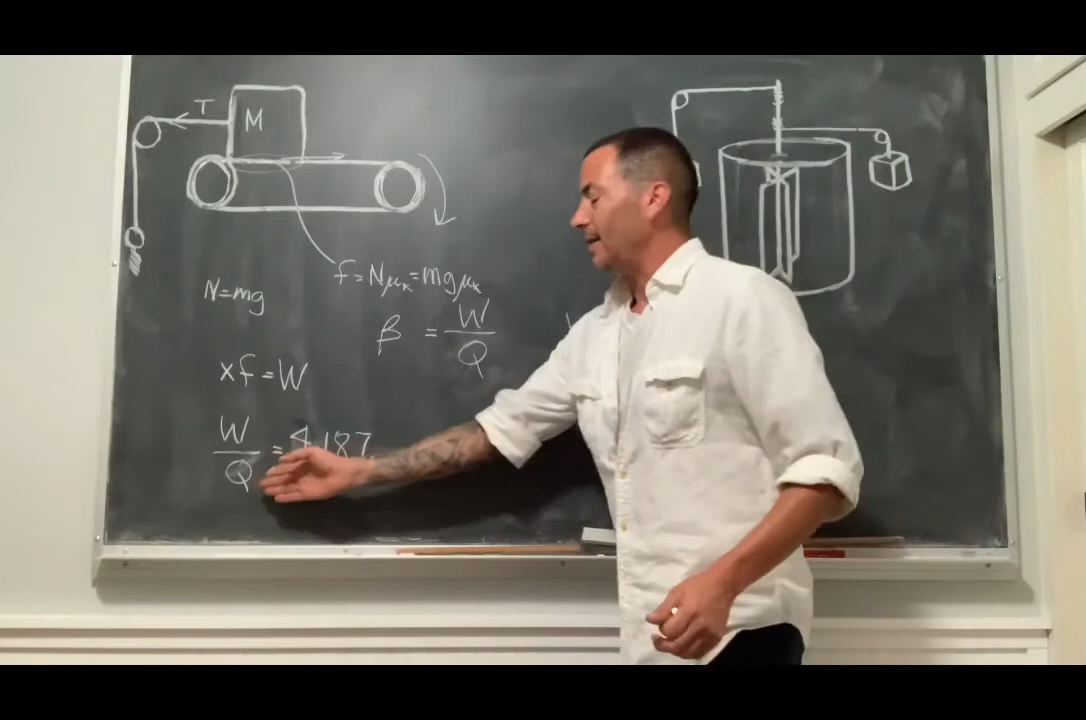 T
M
f=Nμₖ=mgμₖ
N=mg
β = W/Q
xf=W
W/Q = 4.187